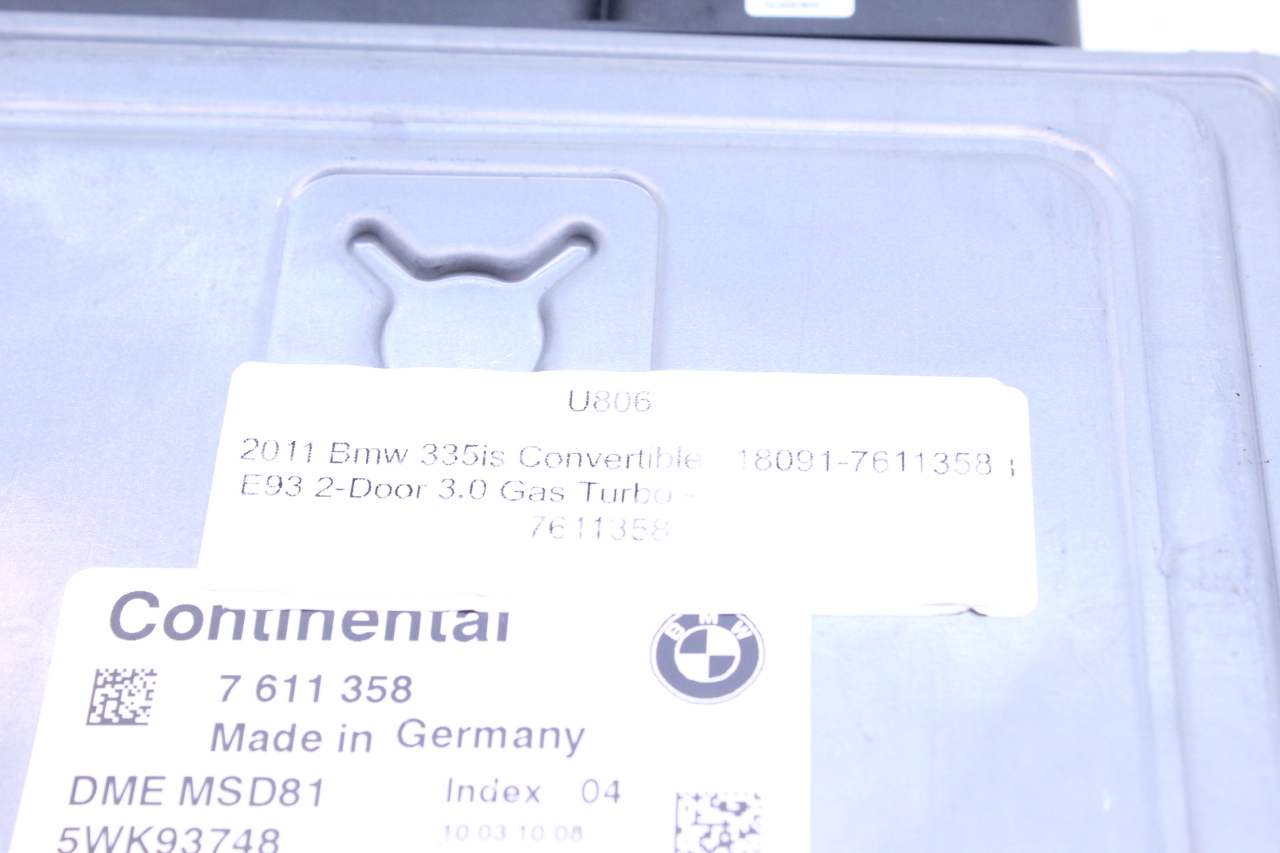 U806
2011 Bmw 335is Convertible 18091-7611358
E93 2-Door 3.0 Gas Turbo -
7611358
Continental
BMW
7 611 358
Made in Germany
DME MSD81 Index 04
5WK93748 10 03 10 08